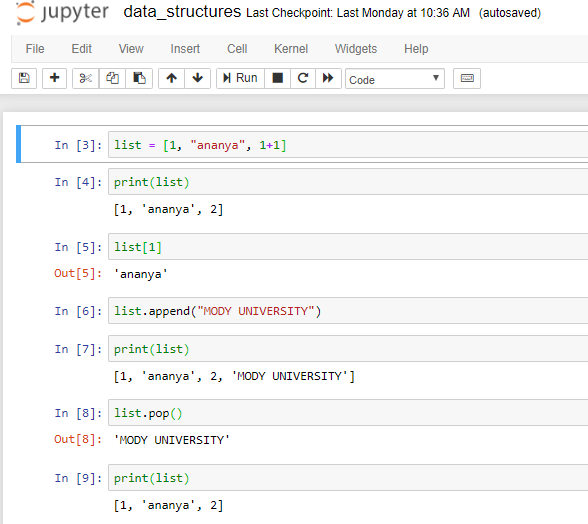 jupyter data_structures Last Checkpoint: Last Monday at 10:36 AM (autosaved)
File Edit View Insert Cell Kernel Widgets Help
Run Code
In [3]: list = [1, "ananya", 1+1]
In [4]: print(list)
[1, 'ananya', 2]
In [5]: list[1]
Out[5]: 'ananya'
In [6]: list.append("MODY UNIVERSITY")
In [7]: print(list)
[1, 'ananya', 2, 'MODY UNIVERSITY']
In [8]: list.pop()
Out[8]: 'MODY UNIVERSITY'
In [9]: print(list)
[1, 'ananya', 2]